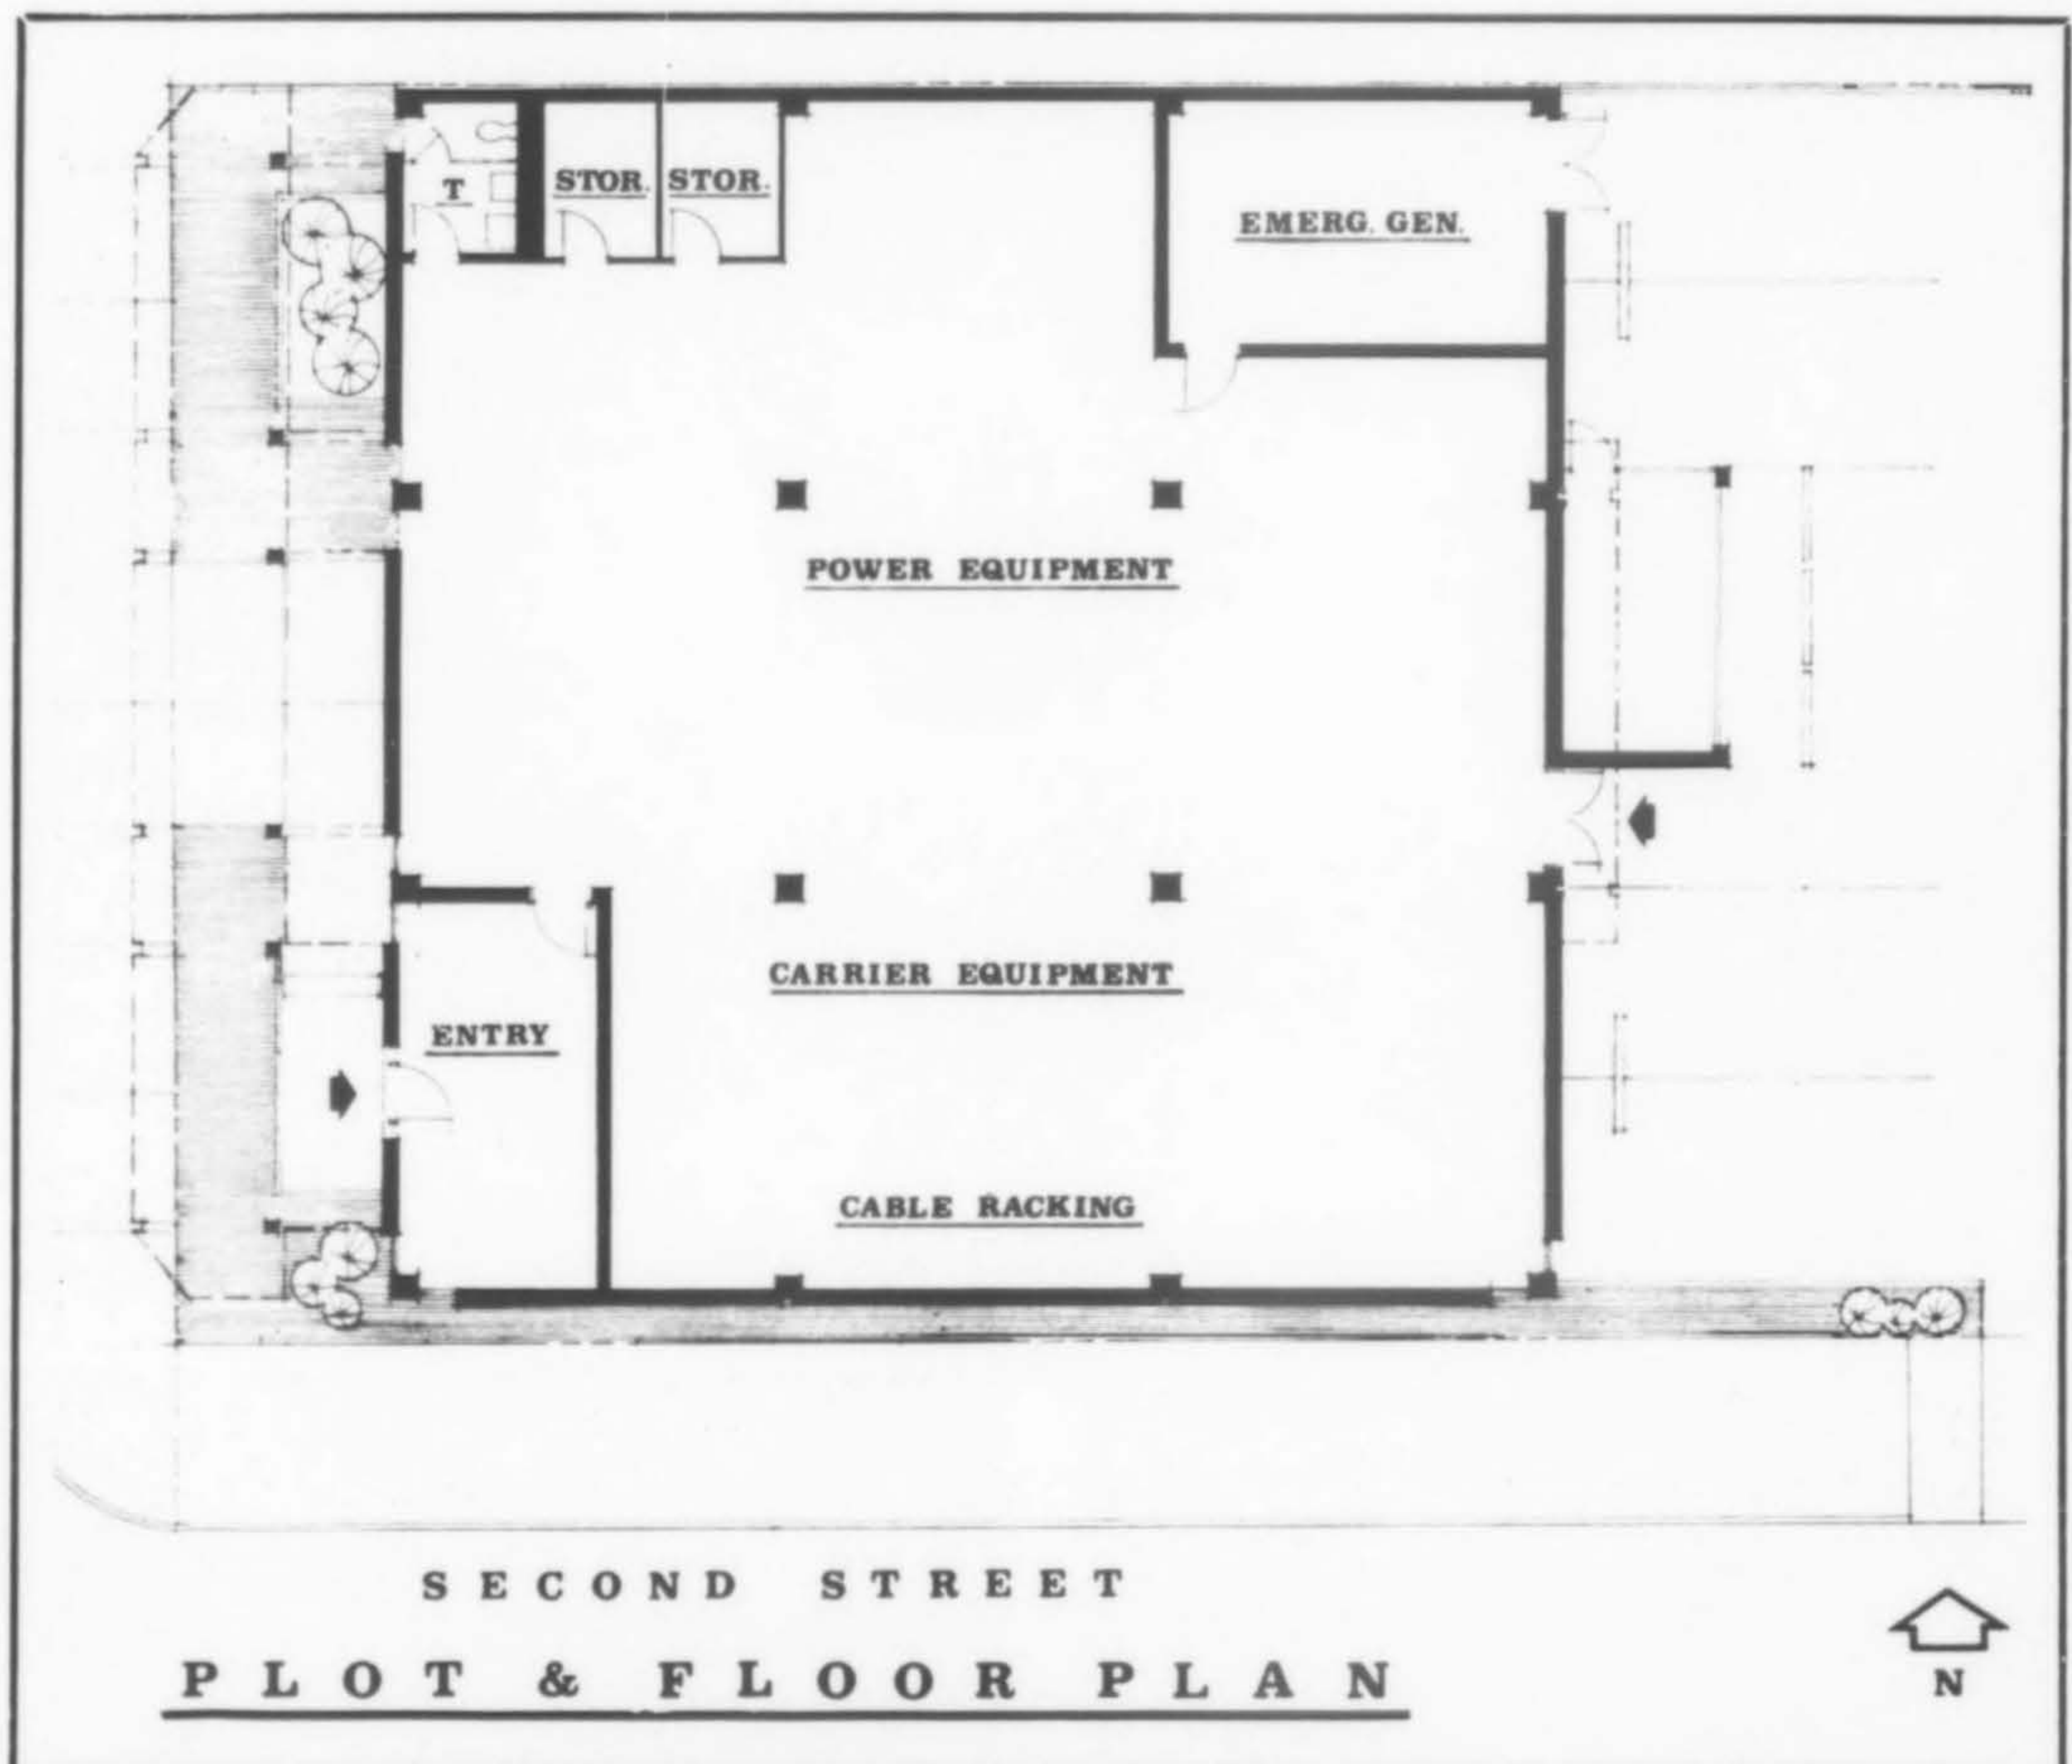 T
STOR.
STOR.
EMERG. GEN.
POWER EQUIPMENT
CARRIER EQUIPMENT
ENTRY
CABLE RACKING
SECOND STREET
PLOT & FLOOR PLAN
N